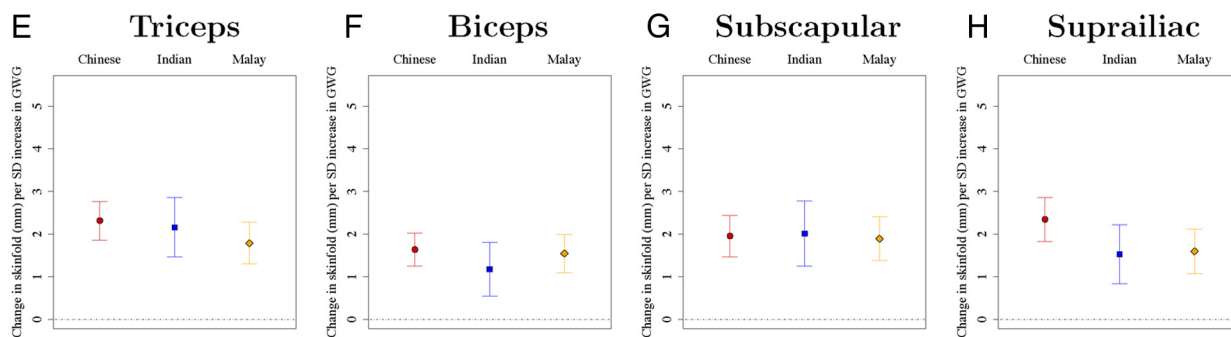 E Triceps
Chinese Indian Malay
Change in skinfold (mm) per SD increase in GWG
5
4
3
2
1
0
F Biceps
Chinese Indian Malay
Change in skinfold (mm) per SD increase in GWG
5
4
3
2
1
0
G Subscapular
Chinese Indian Malay
Change in skinfold (mm) per SD increase in GWG
5
4
3
2
1
0
H Suprailiac
Chinese Indian Malay
Change in skinfold (mm) per SD increase in GWG
5
4
3
2
1
0